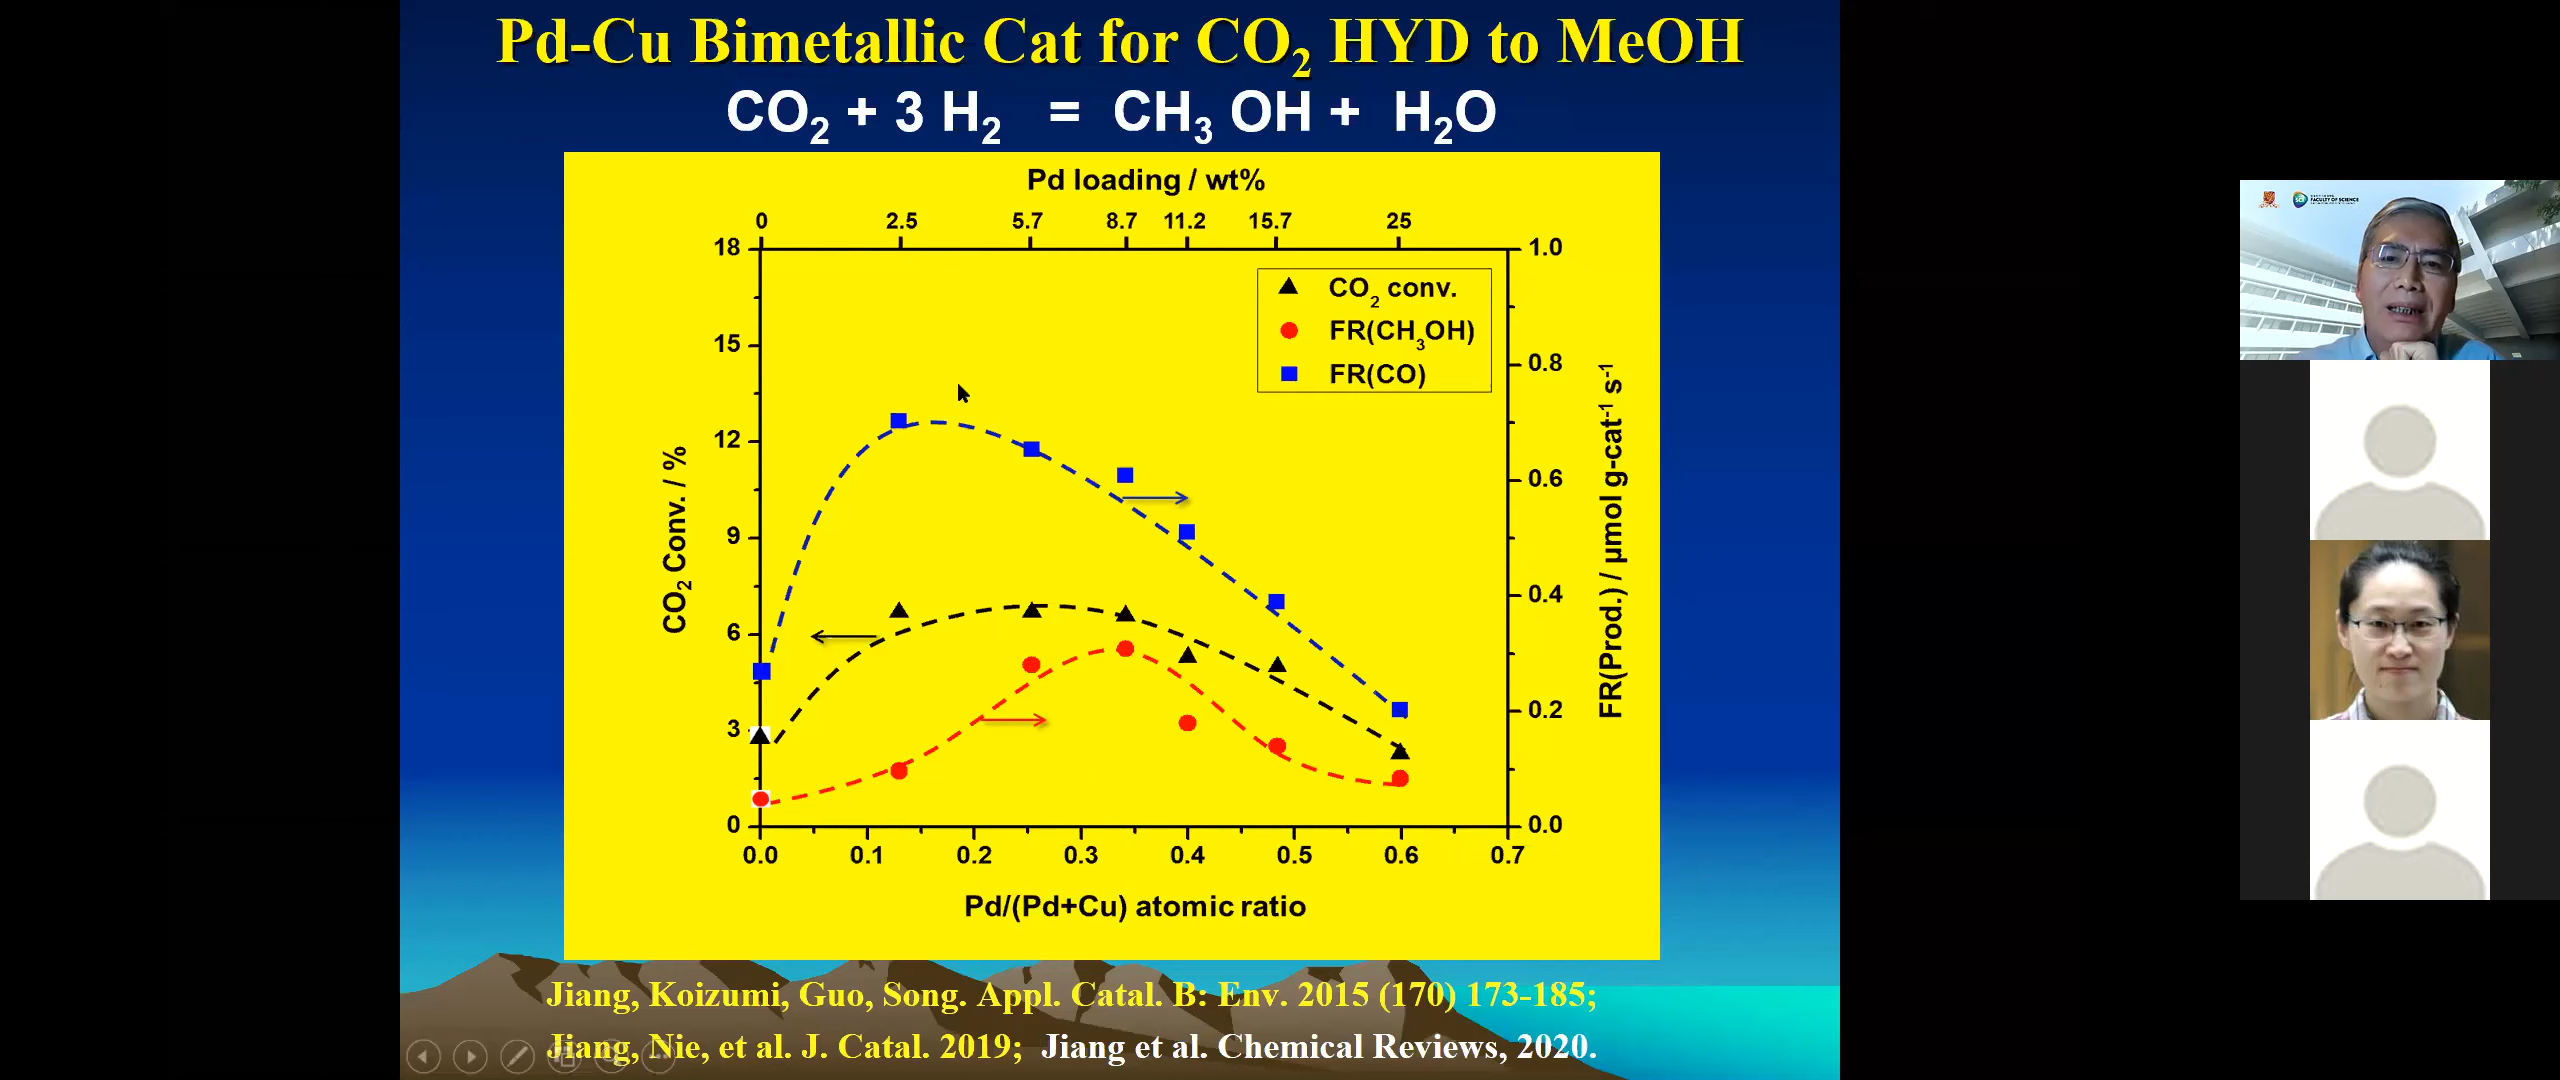 Pd-Cu Bimetallic Cat for CO2 HYD to MeOH
CO2 + 3 H2 = CH3 OH + H2O
Pd loading / wt%
0 2.5 5.7 8.7 11.2 15.7 25
18 15 12 9 6 3 0
CO2 Conv. / %
CO2 conv.
FR(CH3OH)
FR(CO)
1.0 0.8 0.6 0.4 0.2 0.0
FR(Prod.) / μmol g-cat-1 s-1
0.0 0.1 0.2 0.3 0.4 0.5 0.6 0.7
Pd/(Pd+Cu) atomic ratio
Jiang, Koizumi, Guo, Song. Appl. Catal. B: Env. 2015 (170) 173-185;
Jiang, Nie, et al. J. Catal. 2019; Jiang et al. Chemical Reviews, 2020.
FACULTY OF SCIENCE